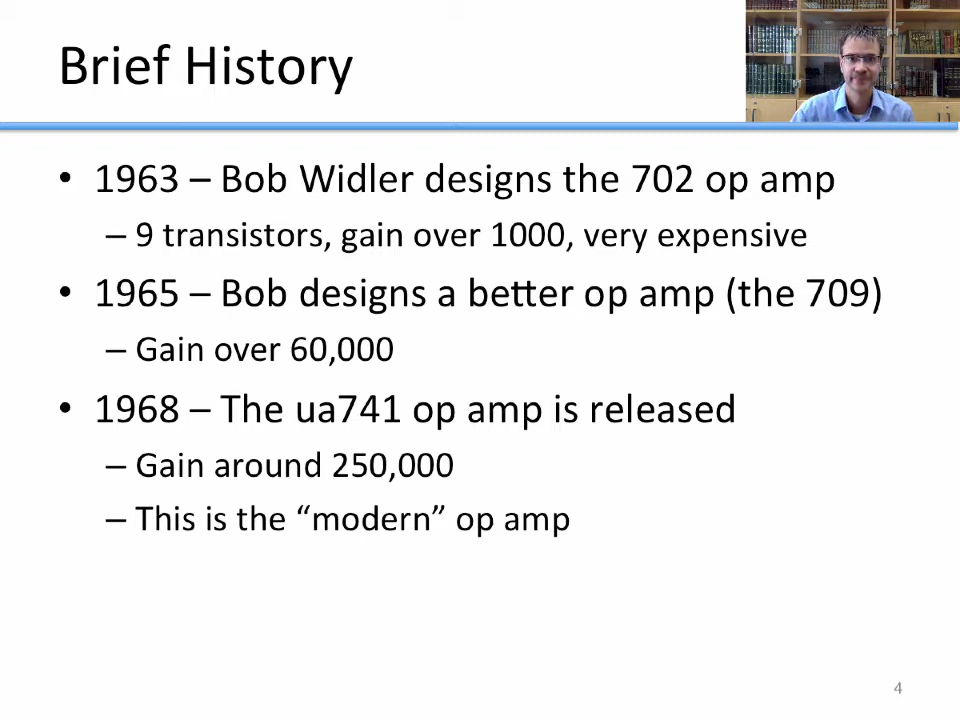 Brief History
• 1963 – Bob Widler designs the 702 op amp
– 9 transistors, gain over 1000, very expensive
• 1965 – Bob designs a better op amp (the 709)
– Gain over 60,000
• 1968 – The ua741 op amp is released
– Gain around 250,000
– This is the “modern” op amp
4